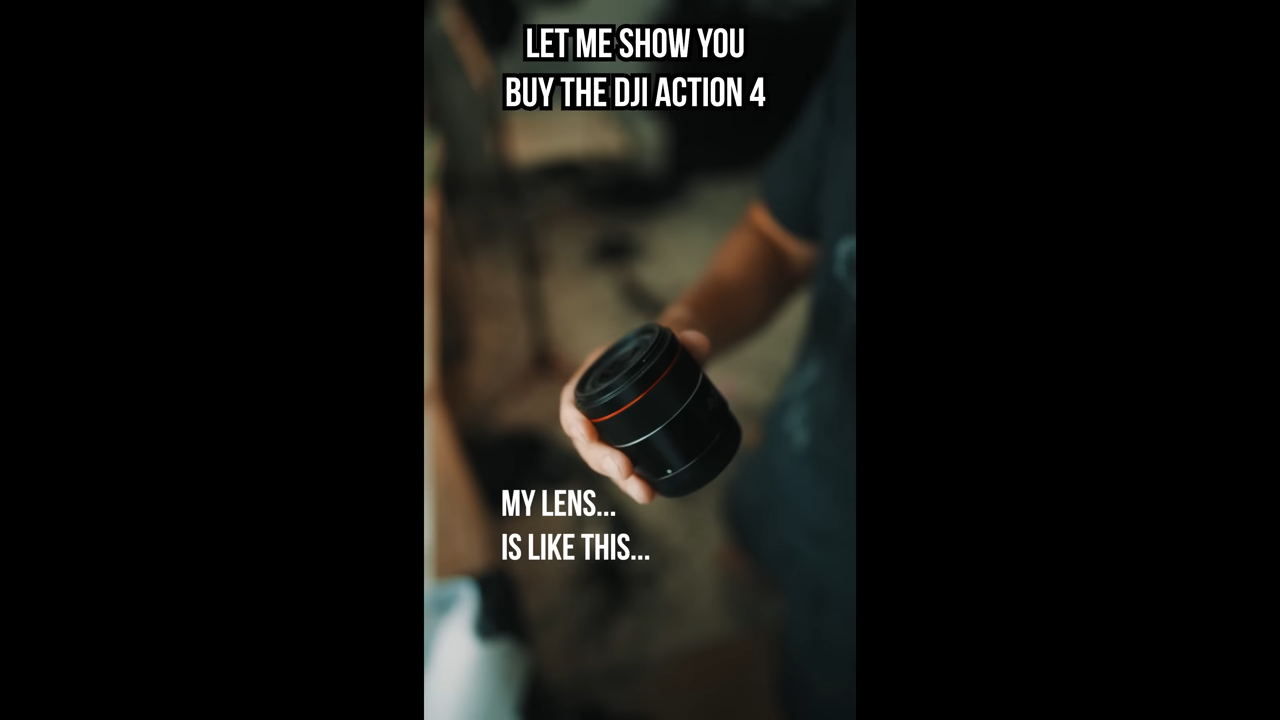 LET ME SHOW YOU
BUY THE DJI ACTION 4
MY LENS...
IS LIKE THIS...